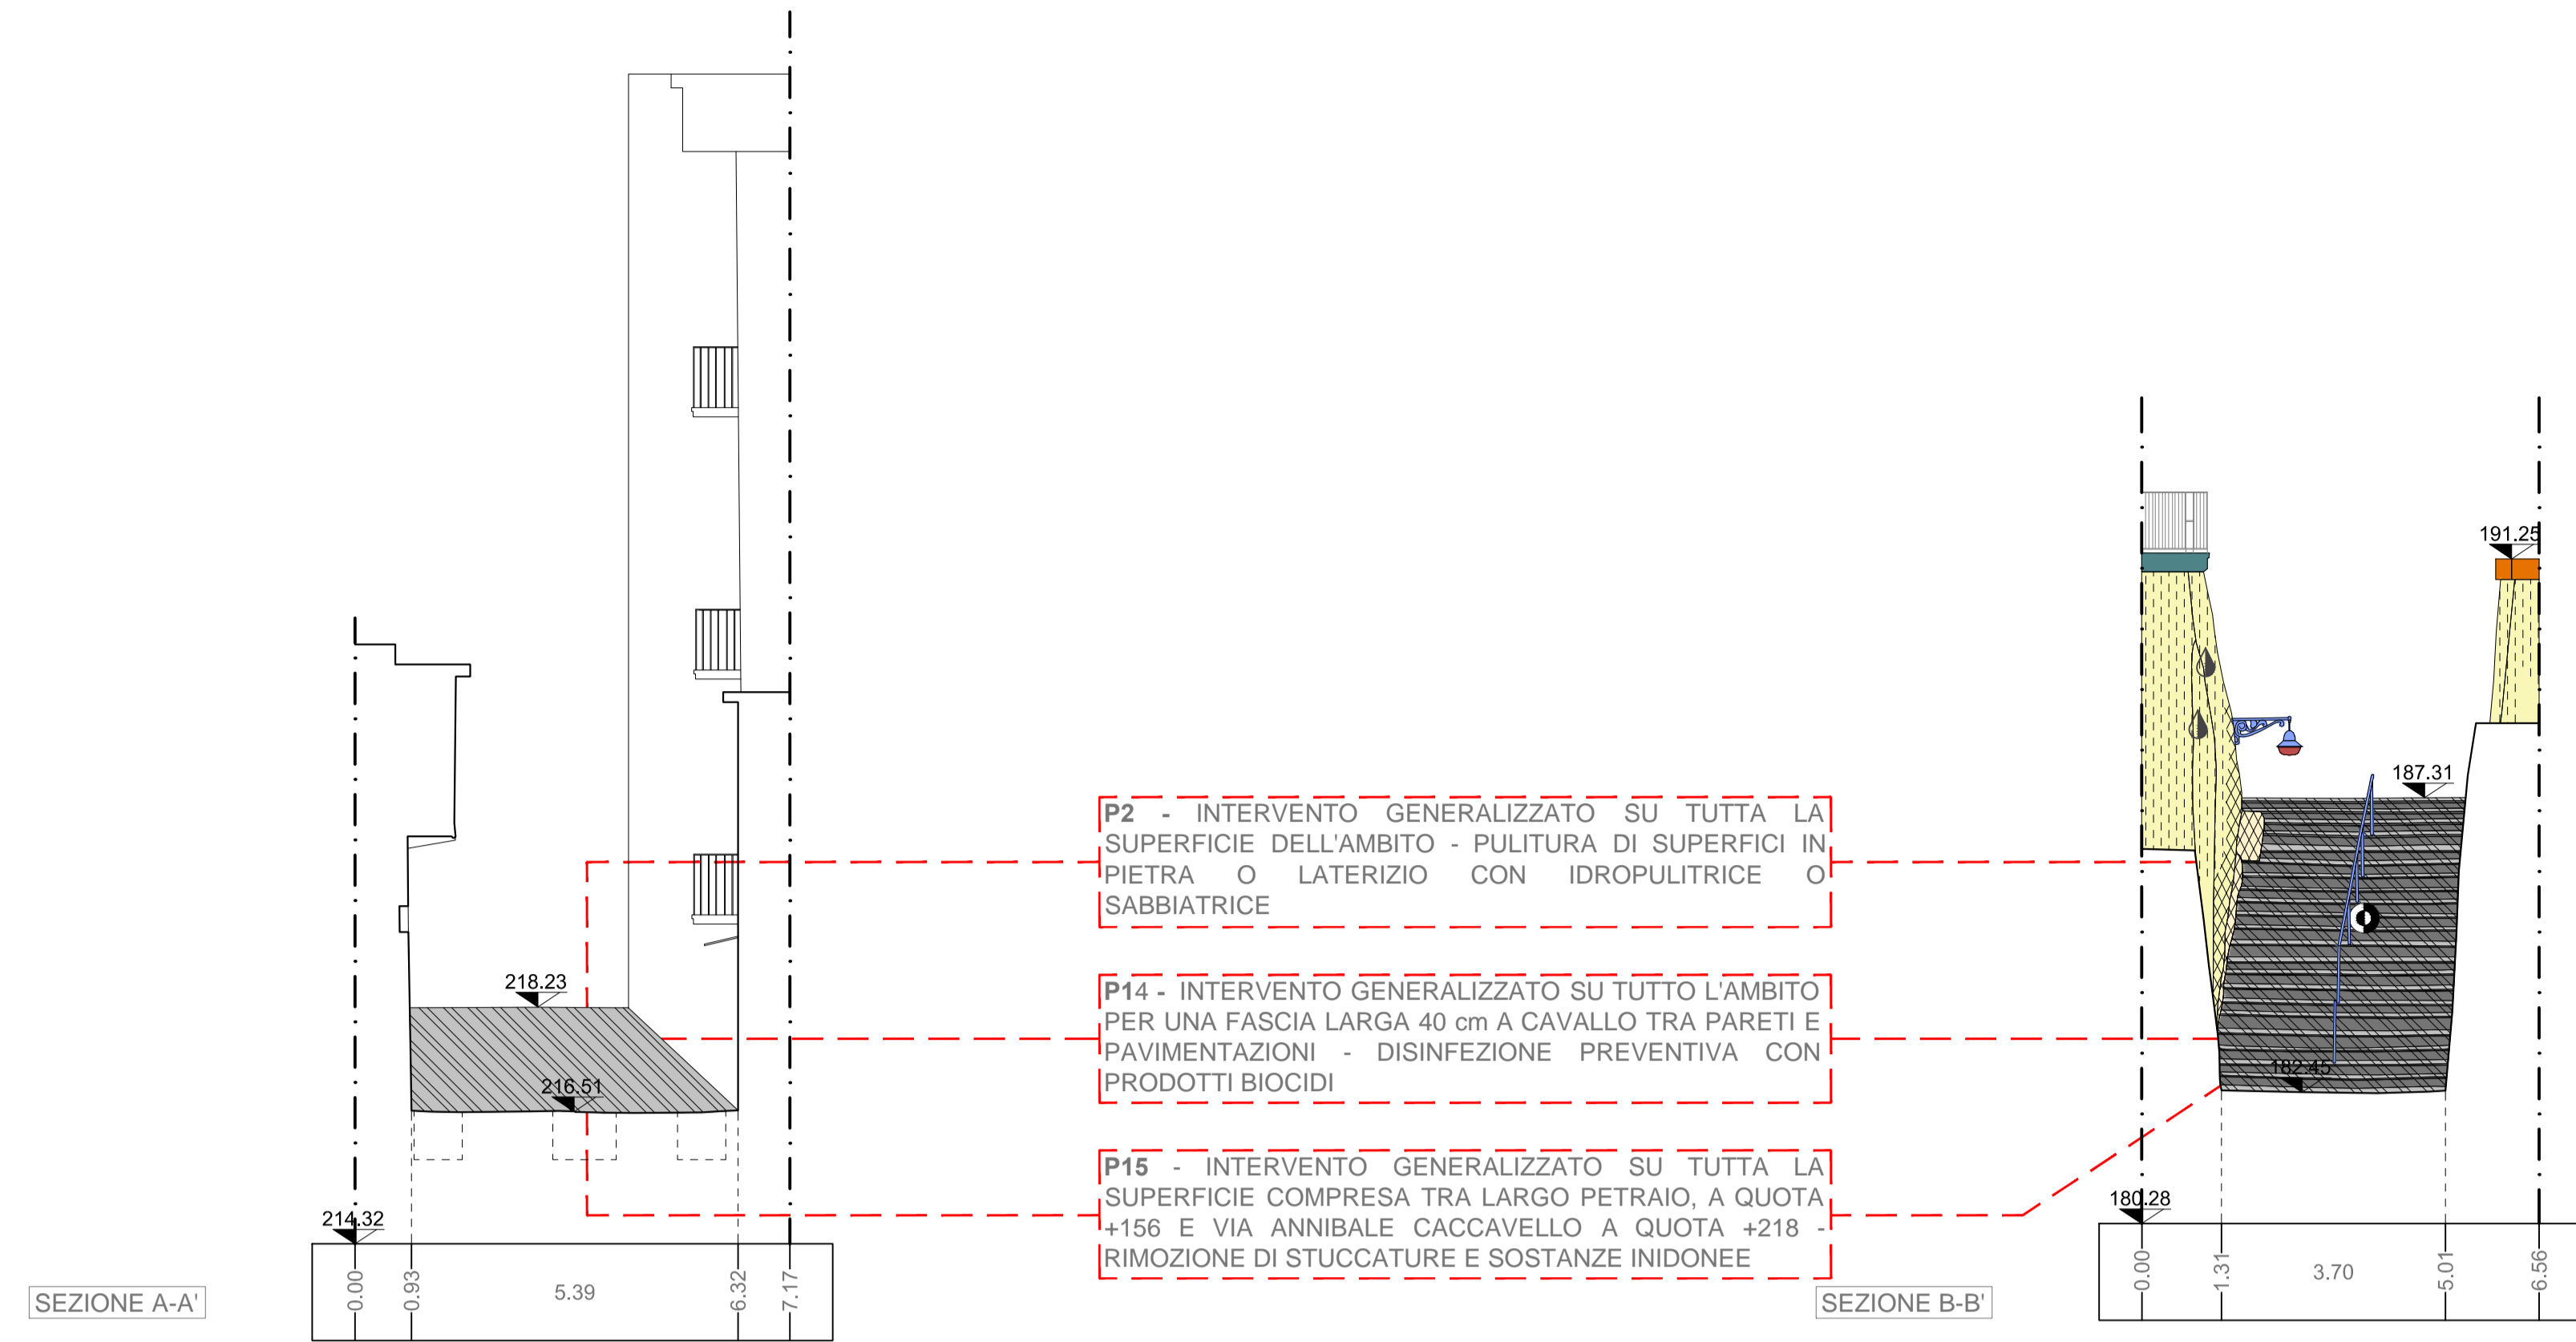 191.25
187.31
P2 - INTERVENTO GENERALIZZATO SU TUTTA LA
SUPERFICIE DELL'AMBITO - PULITURA DI SUPERFICI IN
PIETRA O LATERIZIO CON IDROPULITRICE O
SABBIATRICE
218.23
P14 - INTERVENTO GENERALIZZATO SU TUTTO L'AMBITO
PER UNA FASCIA LARGA 40 cm A CAVALLO TRA PARETI E
PAVIMENTAZIONI - DISINFEZIONE PREVENTIVA CON
PRODOTTI BIOCIDI
216.51
182.45
P15 - INTERVENTO GENERALIZZATO SU TUTTA LA
SUPERFICIE COMPRESA TRA LARGO PETRAIO, A QUOTA
+156 E VIA ANNIBALE CACCAVELLO A QUOTA +218 -
RIMOZIONE DI STUCCATURE E SOSTANZE INIDONEE
214.32
180.28
SEZIONE A-A'
0.00
0.93
5.39
6.32
7.17
SEZIONE B-B'
0.00
1.31
3.70
5.01
6.56